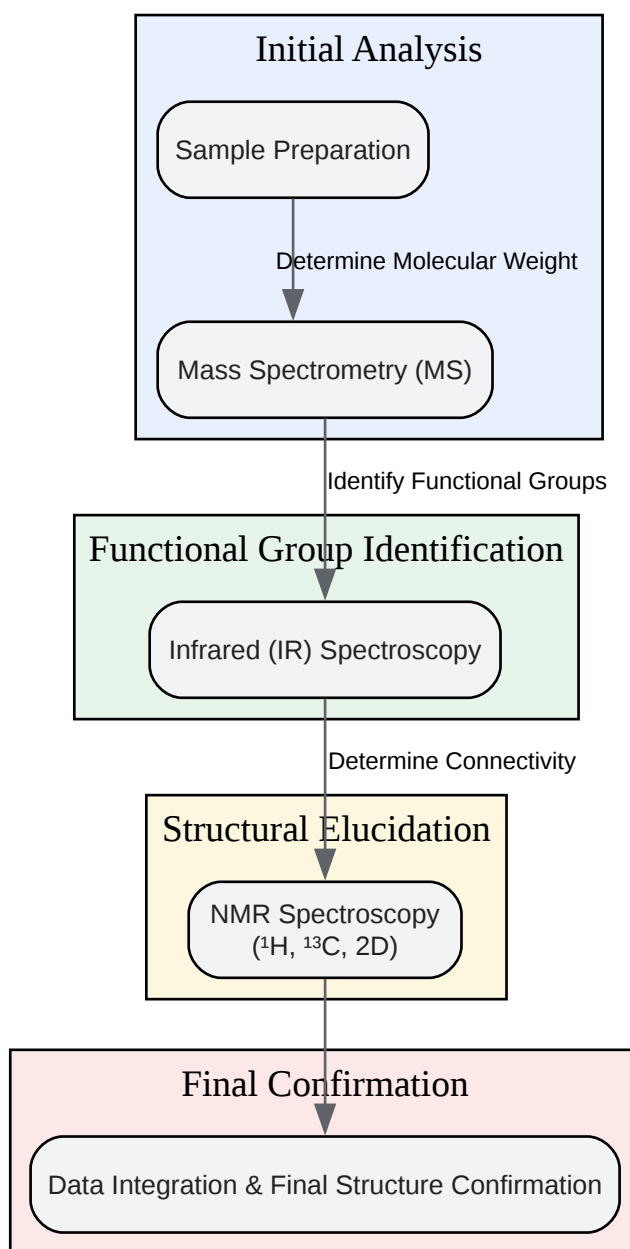 Initial Analysis
Sample Preparation
Determine Molecular Weight
Mass Spectrometry (MS)
Identify Functional Groups
Functional Group Identification
Infrared (IR) Spectroscopy
Determine Connectivity
Structural Elucidation
NMR Spectroscopy
(¹H, ¹³C, 2D)
Final Confirmation
Data Integration & Final Structure Confirmation